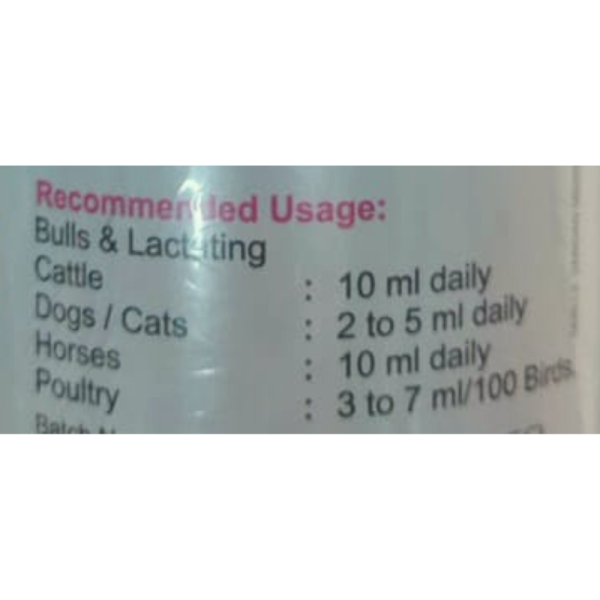 Recommended Usage:
Bulls & Lactating
Cattle : 10 ml daily
Dogs / Cats : 2 to 5 ml daily
Horses : 10 ml daily
Poultry : 3 to 7 ml/100 Birds.
Batch